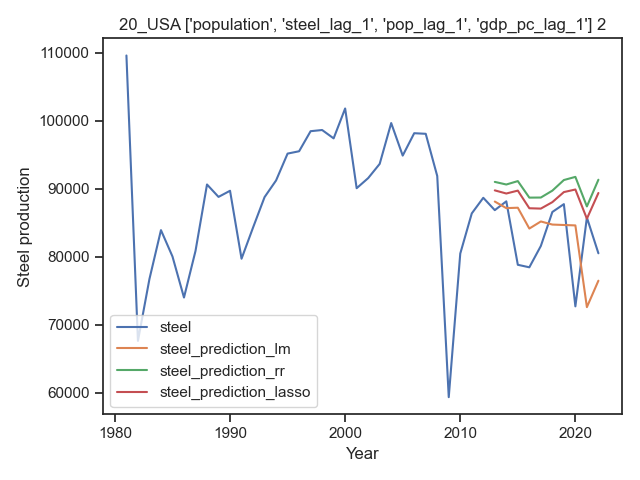 20_USA ['population', 'steel_lag_1', 'pop_lag_1', 'gdp_pc_lag_1'] 2
110000
100000
90000
80000
70000
60000
Steel production
steel
steel_prediction_lm
steel_prediction_rr
steel_prediction_lasso
1980
1990
2000
2010
2020
Year